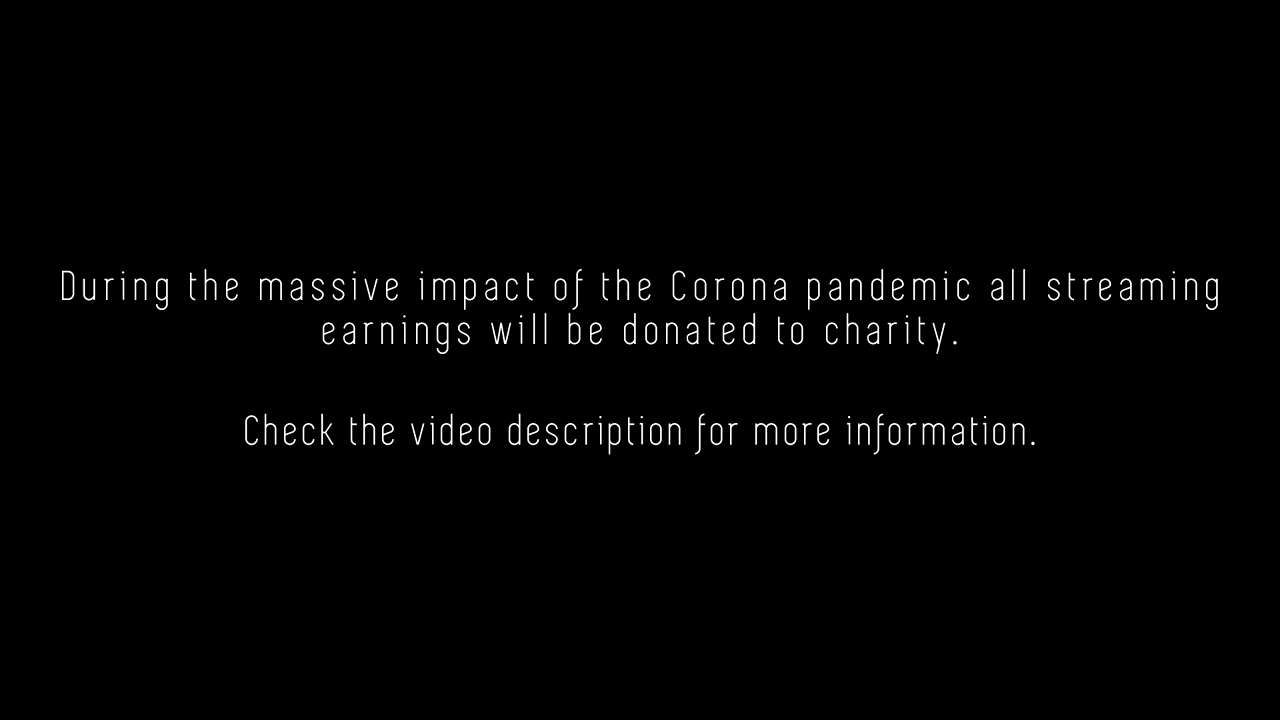 During the massive impact of the Corona pandemic all streaming
earnings will be donated to charity.
Check the video description for more information.